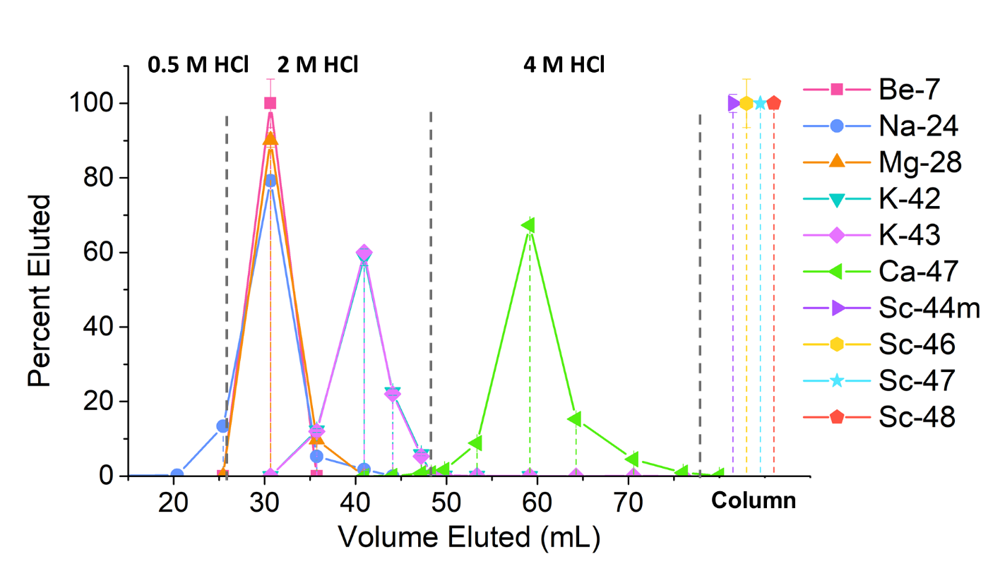 0.5 M HCl
2 M HCl
4 M HCl
Percent Eluted
100
80
60
40
20
0
20
30
40
50
60
70
Column
Volume Eluted (mL)
Be-7
Na-24
Mg-28
K-42
K-43
Ca-47
Sc-44m
Sc-46
Sc-47
Sc-48